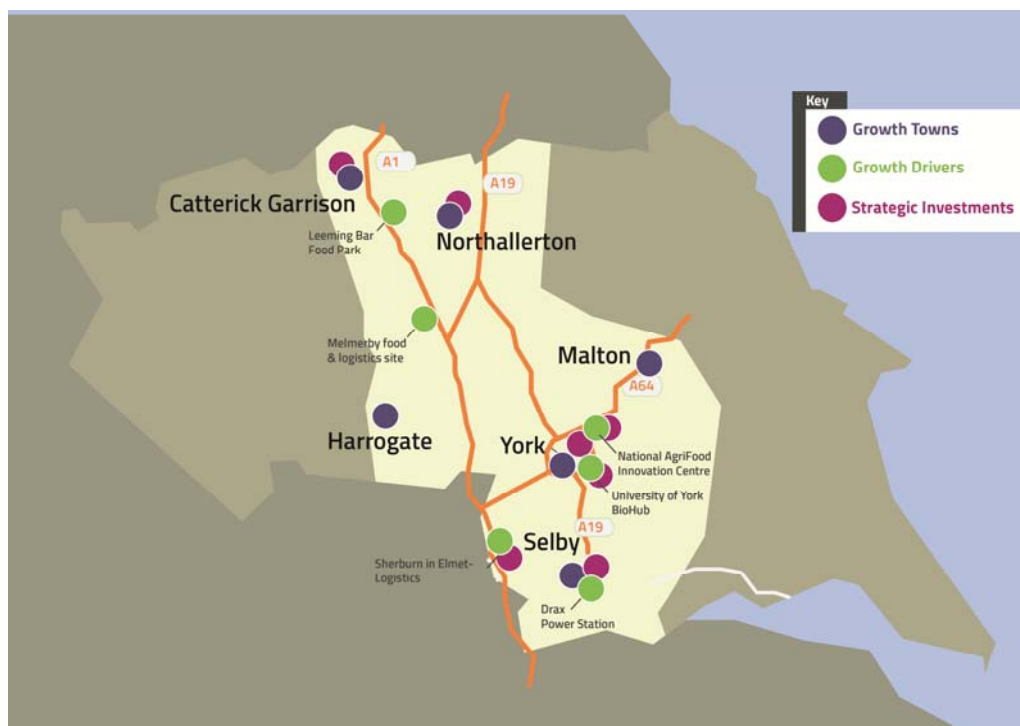 Key
Growth Towns
Growth Drivers
Strategic Investments
A1
A19
Catterick Garrison
Leeming Bar
Food Park
Northallerton
Melmerby food
& logistics site
Malton
A64
Harrogate
York
National AgriFood
Innovation Centre
University of York
BioHub
A19
Selby
Sherburn in Elmet-
Logistics
Drax
Power Station